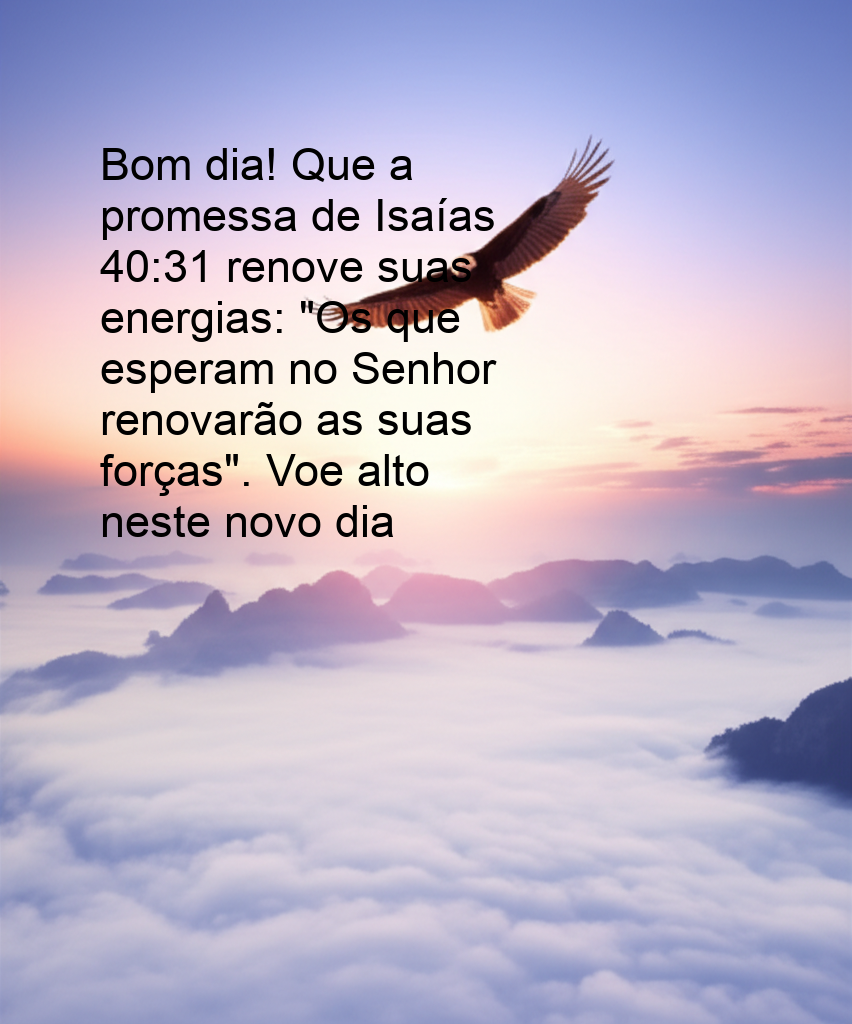 Bom dia! Que a
promessa de Isaías
40:31 renove suas
energias: "Os que
esperam no Senhor
renovarão as suas
forças". Voe alto
neste novo dia